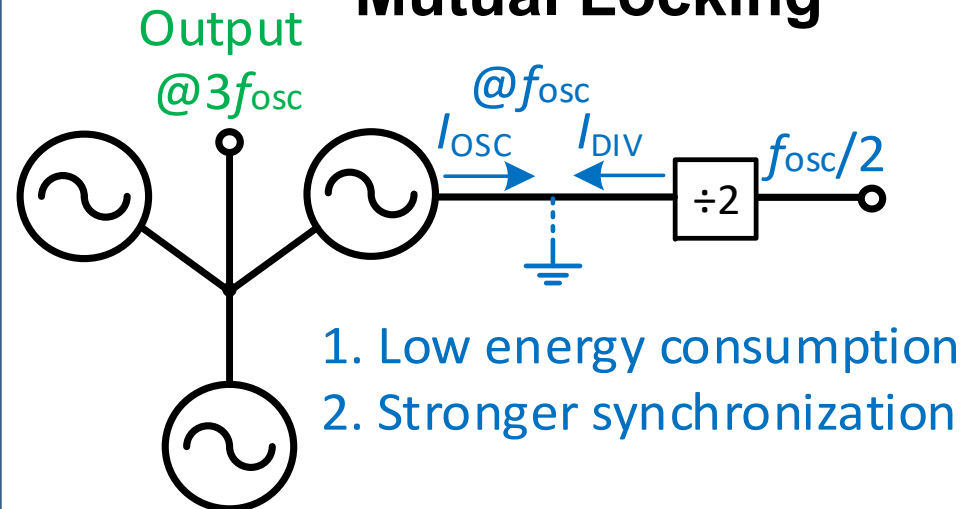 Mutual Locking
Output
@3fosc
@fosc
IOSC
IDIV
fosc/2
÷2
1. Low energy consumption
2. Stronger synchronization